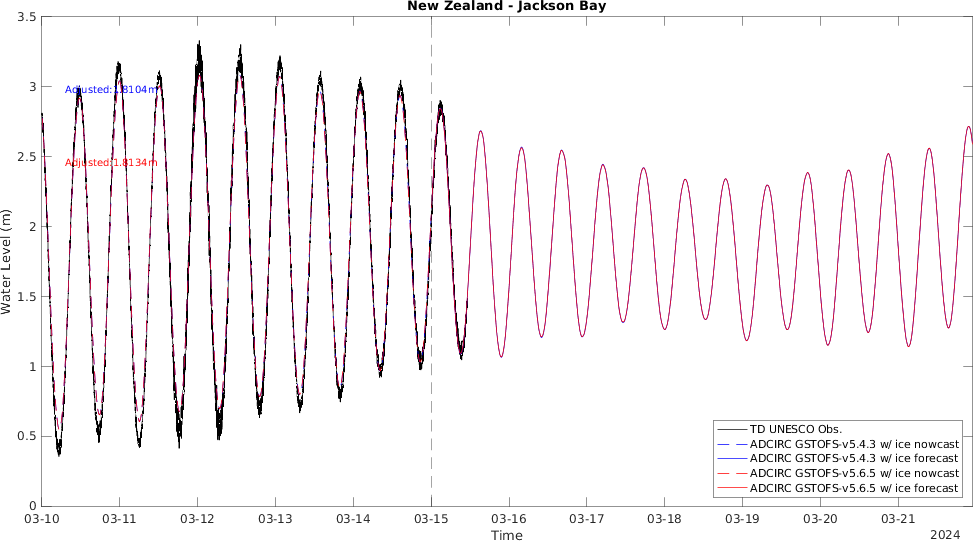 New Zealand - Jackson Bay
3.5
3
2.5
2
1.5
1
0.5
0
Water Level (m)
Adjusted:1.8104m
Adjusted:1.8134m
TD UNESCO Obs.
ADCIRC GSTOFS-v5.4.3 w/ ice nowcast
ADCIRC GSTOFS-v5.4.3 w/ ice forecast
ADCIRC GSTOFS-v5.6.5 w/ ice nowcast
ADCIRC GSTOFS-v5.6.5 w/ ice forecast
03-10 03-11 03-12 03-13 03-14 03-15 03-16 03-17 03-18 03-19 03-20 03-21
Time
2024